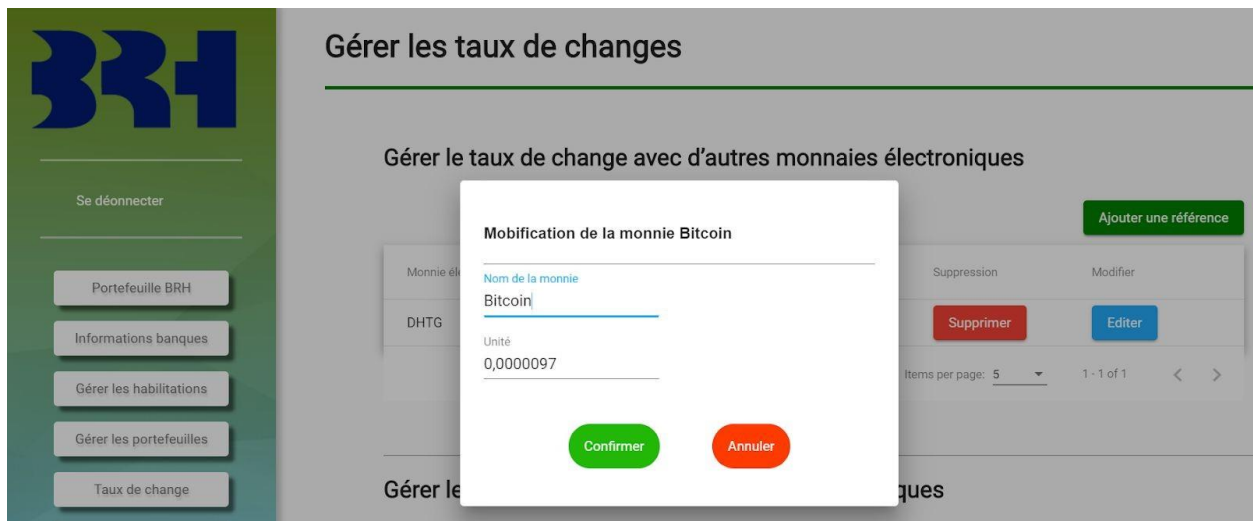 BRH
Se déonnecter
Portefeuille BRH
Informations banques
Gérer les habilitations
Gérer les portefeuilles
Taux de change
Gérer les taux de changes
Gérer le taux de change avec d'autres monnaies électroniques
Ajouter une référence
Monnie éle Suppression Modifier
DHTG Supprimer Editer
Items per page: 5 1 - 1 of 1
Mobification de la monnie Bitcoin
Nom de la monnie
Bitcoin
Unité
0,0000097
Confirmer Annuler
Gérer le ques